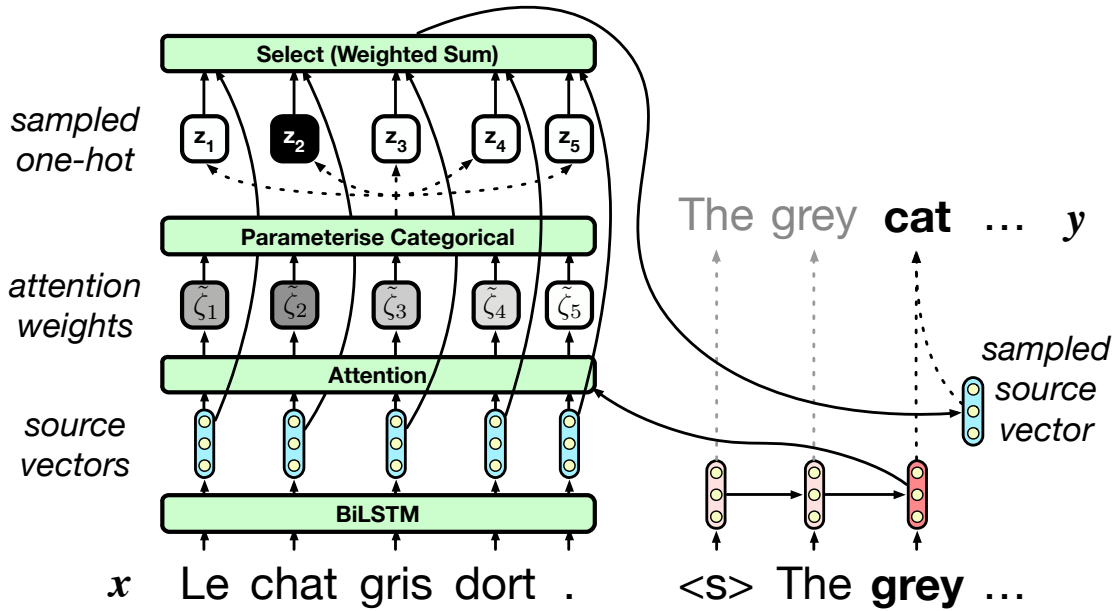 Select (Weighted Sum)
sampled
one-hot
z₁ z₂ z₃ z₄ z₅
Parameterise Categorical
The grey cat … y
attention
weights
ζ̃₁ ζ̃₂ ζ̃₃ ζ̃₄ ζ̃₅
Attention
sampled
source
vector
source
vectors
BiLSTM
x Le chat gris dort .
<s> The grey …